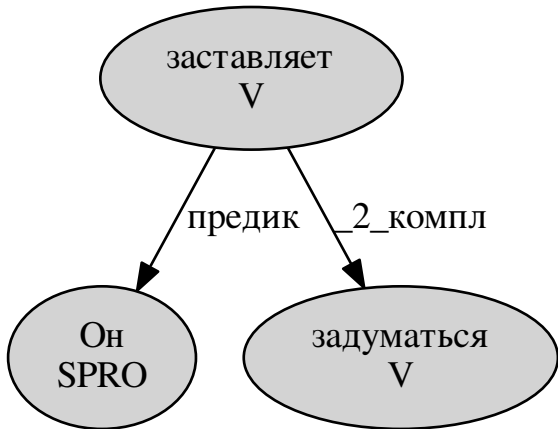 заставляет
V
предик
_2_компл
Он
SPRO
задуматься
V